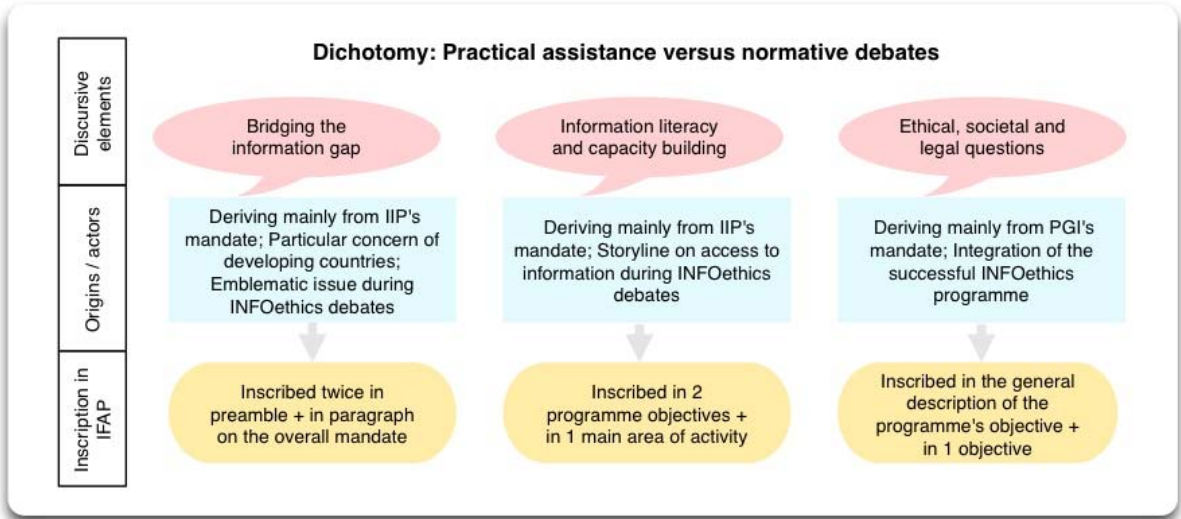 Dichotomy: Practical assistance versus normative debates
Discursive
elements
Bridging the
information gap
Information literacy
and capacity building
Ethical, societal and
legal questions
Origins / actors
Deriving mainly from IIP's
mandate; Particular concern of
developing countries;
Emblematic issue during
INFOethics debates
Deriving mainly from IIP's
mandate; Storyline on access to
information during INFOethics
debates
Deriving mainly from PGI's
mandate; Integration of the
successful INFOethics
programme
Inscription in
IFAP
Inscribed twice in
preamble + in paragraph
on the overall mandate
Inscribed in 2
programme objectives +
in 1 main area of activity
Inscribed in the general
description of the
programme's objective +
in 1 objective